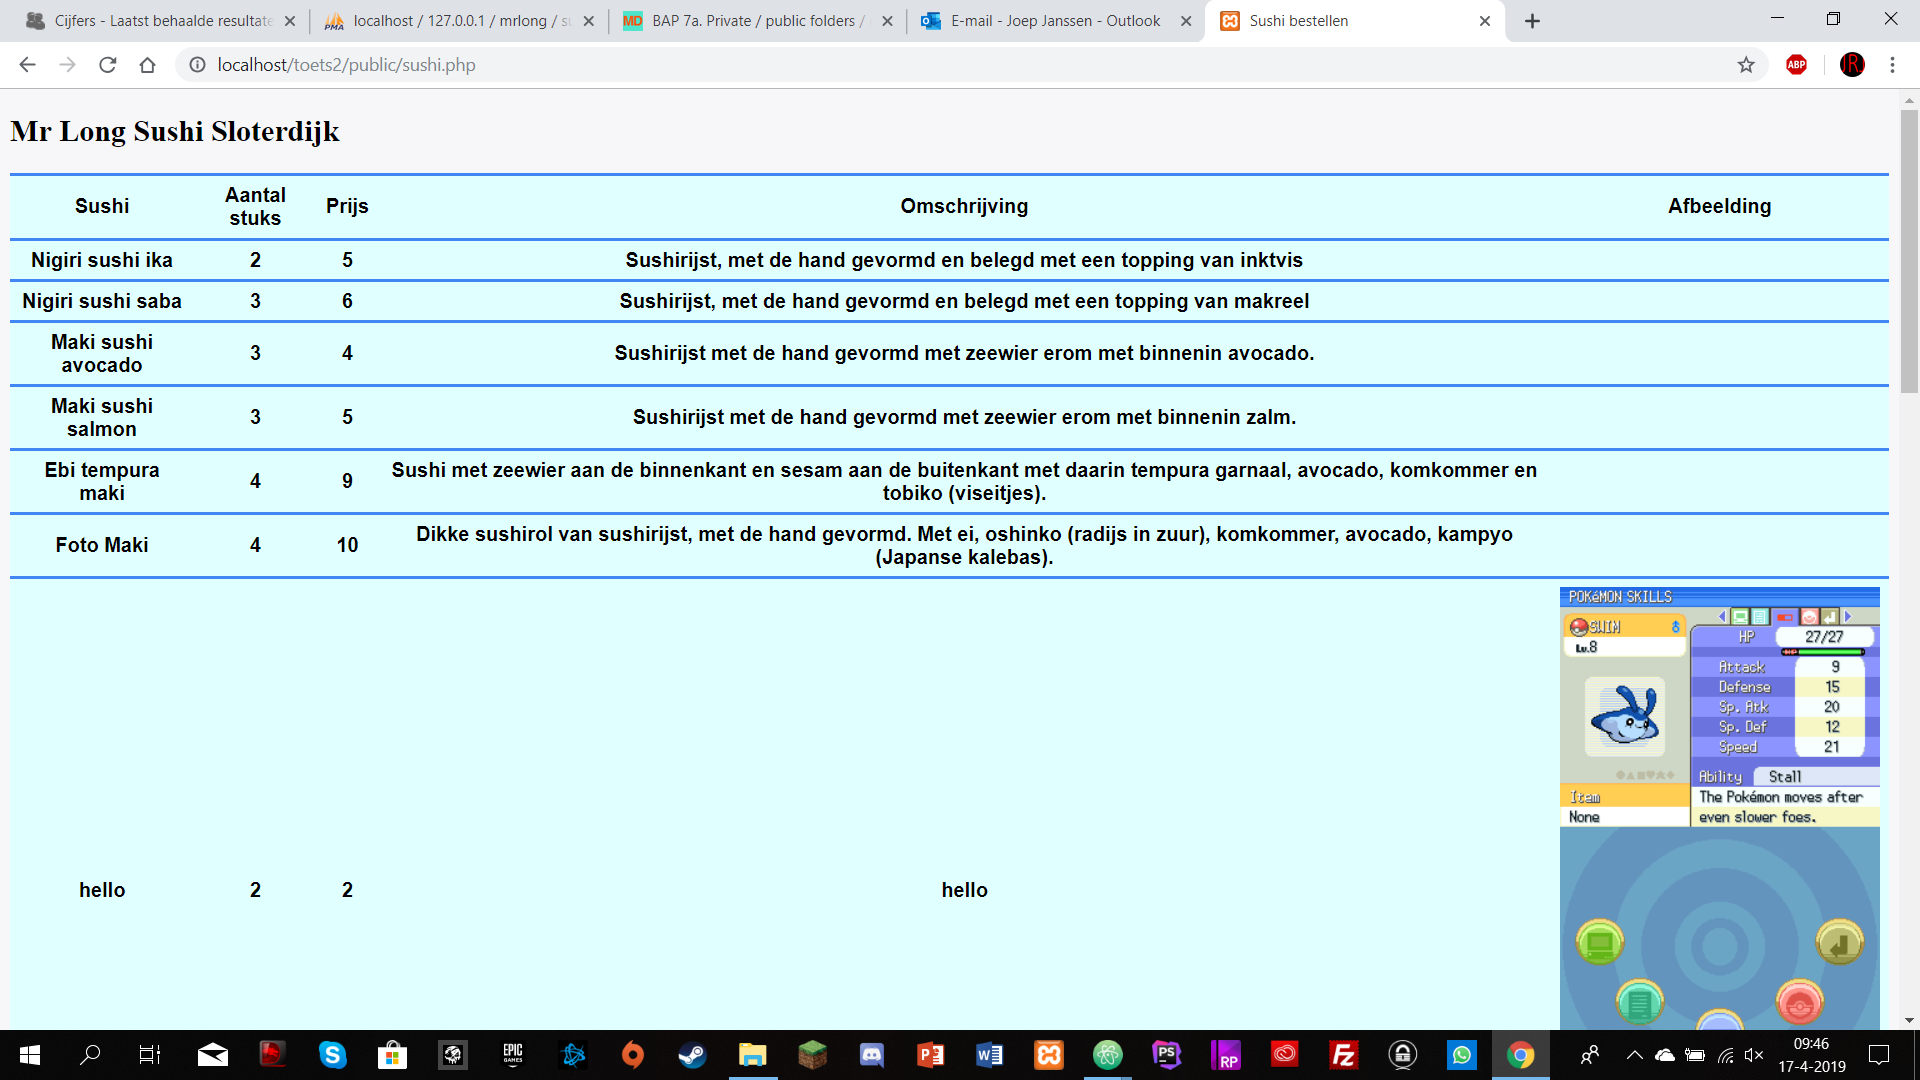 Cijfers - Laatst behaalde resultate
localhost / 127.0.0.1 / mrlong / su
BAP 7a. Private / public folders /
E-mail - Joep Janssen - Outlook
Sushi bestellen
localhost/toets2/public/sushi.php
ABP
Mr Long Sushi Sloterdijk
Sushi Aantal stuks Prijs Omschrijving Afbeelding
Nigiri sushi ika 2 5 Sushirijst, met de hand gevormd en belegd met een topping van inktvis
Nigiri sushi saba 3 6 Sushirijst, met de hand gevormd en belegd met een topping van makreel
Maki sushi avocado 3 4 Sushirijst met de hand gevormd met zeewier erom met binnenin avocado.
Maki sushi salmon 3 5 Sushirijst met de hand gevormd met zeewier erom met binnenin zalm.
Ebi tempura maki 4 9 Sushi met zeewier aan de binnenkant en sesam aan de buitenkant met daarin tempura garnaal, avocado, komkommer en
tobiko (viseitjes).
Foto Maki 4 10 Dikke sushirol van sushirijst, met de hand gevormd. Met ei, oshinko (radijs in zuur), komkommer, avocado, kampyo
(Japanse kalebas).
hello 2 2 hello
POKéMON SKILLS
SWIM
Lv.8
HP 27/27
Attack 9
Defense 15
Sp. Atk 20
Sp. Def 12
Speed 21
Ability Stall
The Pokémon moves after
even slower foes.
Item
None
EPIC GAMES
PS
RP
09:46
17-4-2019